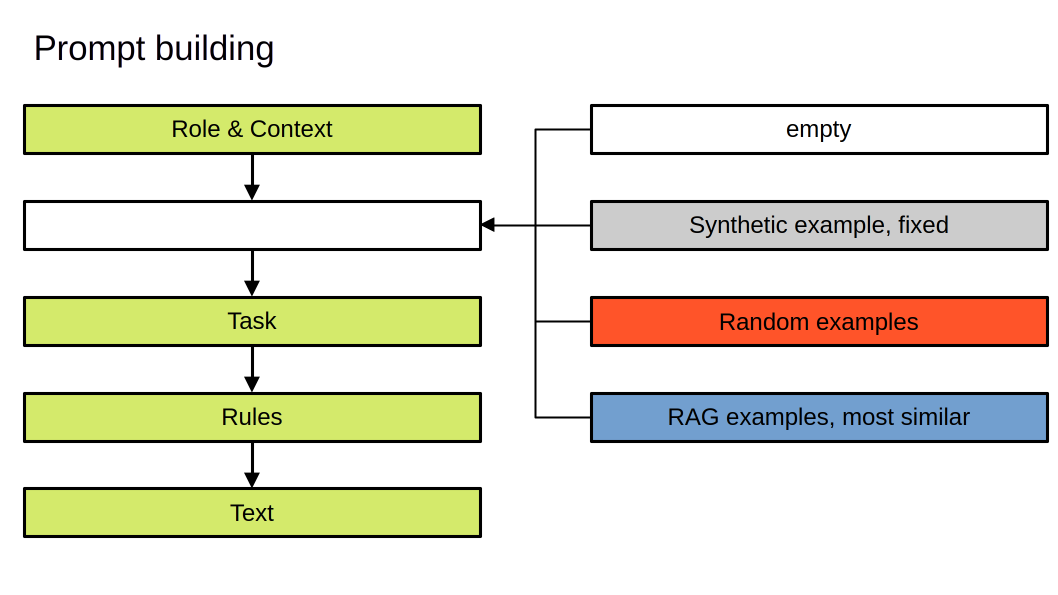 Prompt building
Role & Context
Task
Rules
Text
empty
Synthetic example, fixed
Random examples
RAG examples, most similar